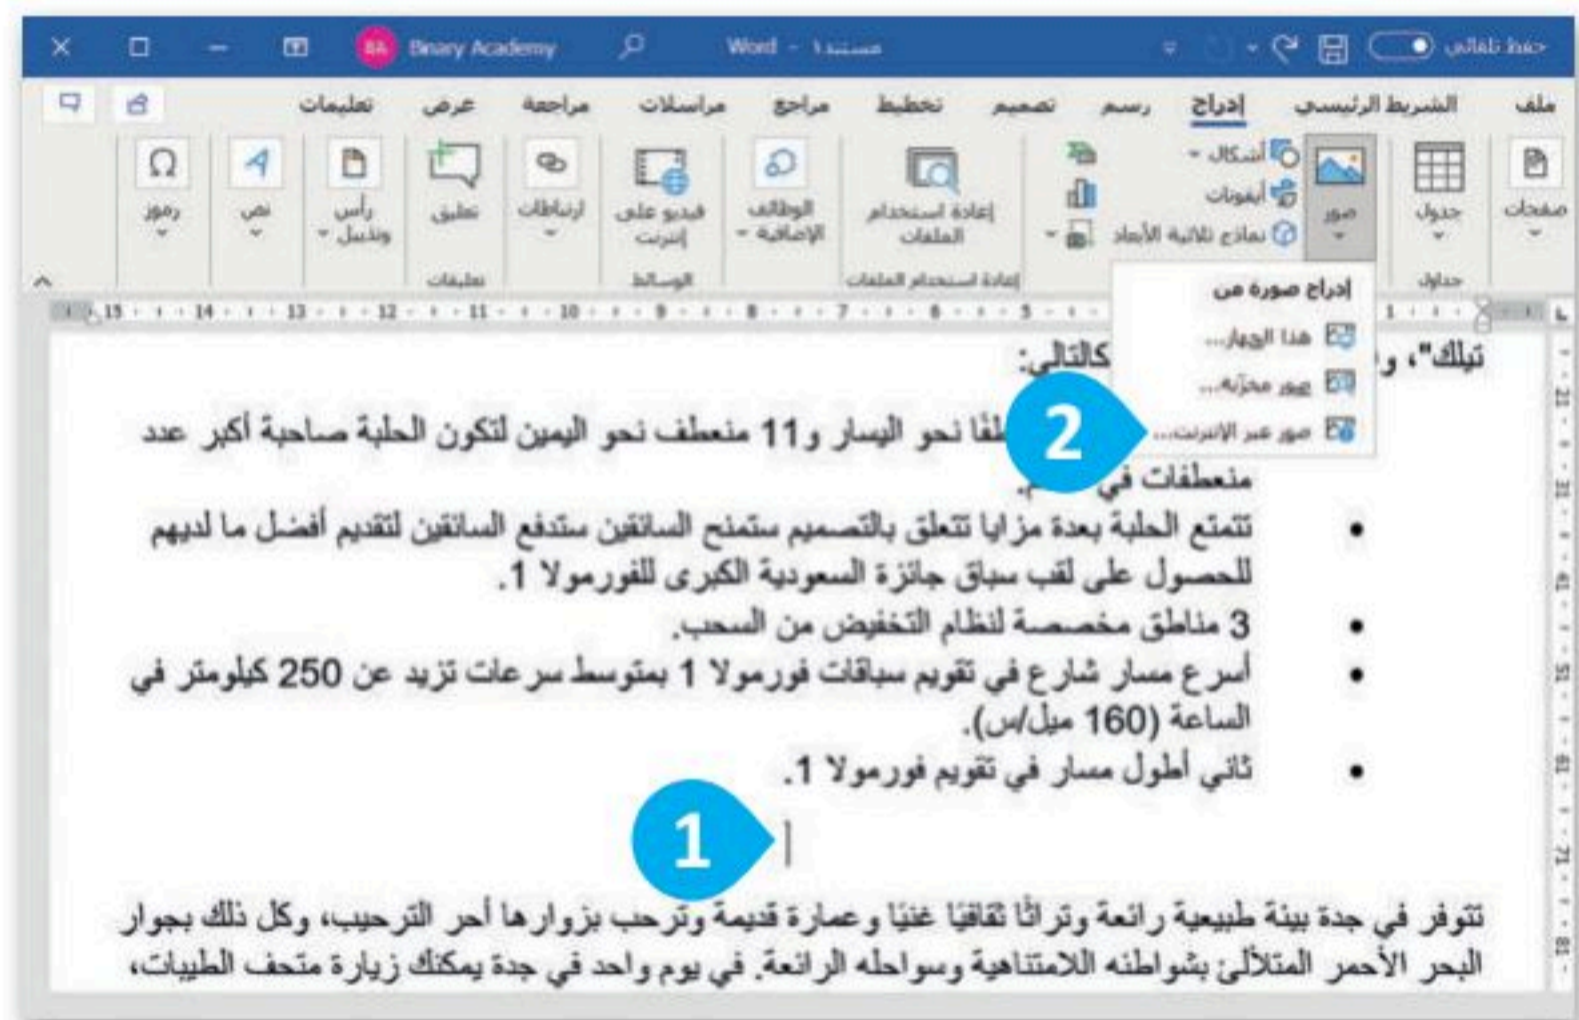 حفظ تلقائي
مستند١ - Word
Binary Academy
BA
ملف
الشريط الرئيسي
إدراج
رسم
تصميم
تخطيط
مراجع
مراسلات
مراجعة
عرض
تعليمات
صفحات
جدول
جداول
صور
أشكال
أيقونات
نماذج ثلاثية الأبعاد
إعادة استخدام
الملفات
إعادة استخدام الملفات
الوظائف
الإضافية
فيديو على
إنترنت
الوسائط
ارتباطات
تعليق
تعليقات
رأس
وتذييل
نص
رموز
إدراج صورة من
هذا الجهاز...
صور مخزّنة...
صور عبر الإنترنت...
2
تيلك"، و كالتالي:
نحو اليسار و11 منعطف نحو اليمين لتكون الحلبة صاحبة أكبر عدد
منعطفات في
• تتمتع الحلبة بعدة مزايا تتعلق بالتصميم ستمنح السائقين ستدفع السائقين لتقديم أفضل ما لديهم
للحصول على لقب سباق جائزة السعودية الكبرى للفورمولا 1.
• 3 مناطق مخصصة لنظام التخفيض من السحب.
• أسرع مسار شارع في تقويم سباقات فورمولا 1 بمتوسط سرعات تزيد عن 250 كيلومتر في
الساعة (160 ميل/س).
• ثاني أطول مسار في تقويم فورمولا 1.
1
تتوفر في جدة بيئة طبيعية رائعة وتراثًا ثقافيًا غنيًا وعمارة قديمة وترحب بزوارها أحر الترحيب، وكل ذلك بجوار
البحر الأحمر المتلألئ بشواطئه اللامتناهية وسواحله الرائعة. في يوم واحد في جدة يمكنك زيارة متحف الطيبات،